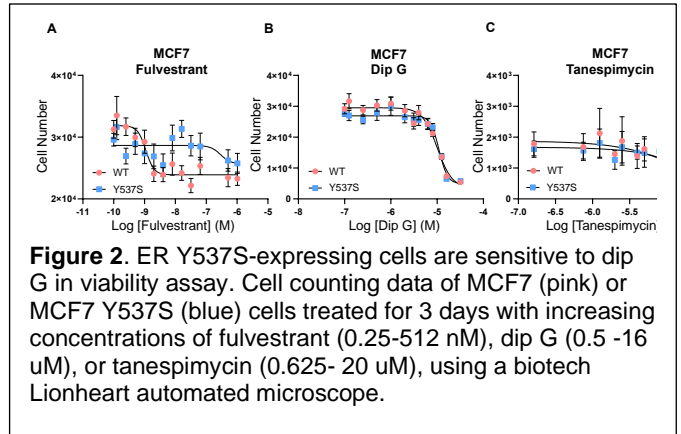 A
B
C
MCF7
Fulvestrant
MCF7
Dip G
MCF7
Tanespimycin
Cell Number
4×10⁴
3×10⁴
2×10⁴
WT
Y537S
-11 -10 -9 -8 -7 -6 -5
Log [Fulvestrant] (M)
Cell Number
4×10⁴
3×10⁴
2×10⁴
1×10⁴
0
WT
Y537S
-8 -7 -6 -5 -4
Log [Dip G] (M)
Cell Number
4×10³
3×10³
2×10³
1×10³
0
WT
Y537S
-7.0 -6.5 -6.0 -5.5
Log [Tanespimycin]
Figure 2. ER Y537S-expressing cells are sensitive to dip
G in viability assay. Cell counting data of MCF7 (pink) or
MCF7 Y537S (blue) cells treated for 3 days with increasing
concentrations of fulvestrant (0.25-512 nM), dip G (0.5 -16
uM), or tanespimycin (0.625- 20 uM), using a biotech
Lionheart automated microscope.